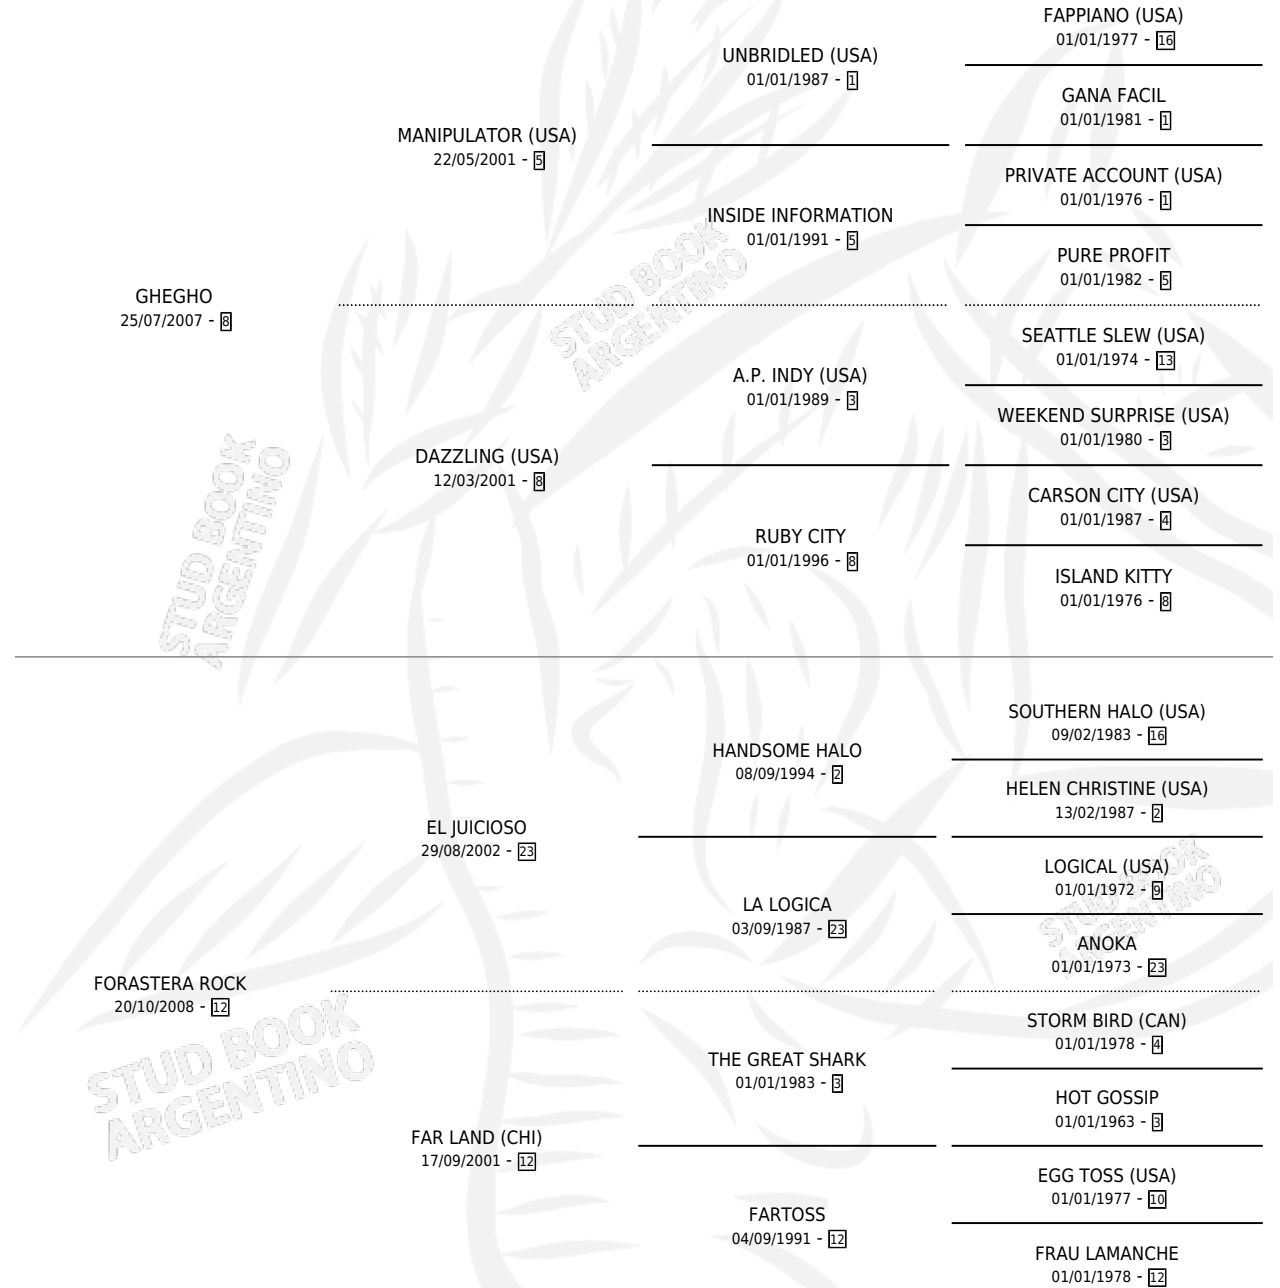 FAPPIANO (USA)
01/01/1977 - 16
UNBRIDLED (USA)
01/01/1987 - 1
GANA FACIL
01/01/1981 - 1
MANIPULATOR (USA)
22/05/2001 - 5
PRIVATE ACCOUNT (USA)
01/01/1976 - 1
INSIDE INFORMATION
01/01/1991 - 5
PURE PROFIT
01/01/1982 - 5
GHEGHO
25/07/2007 - 8
SEATTLE SLEW (USA)
01/01/1974 - 13
A.P. INDY (USA)
01/01/1989 - 3
WEEKEND SURPRISE (USA)
01/01/1980 - 3
DAZZLING (USA)
12/03/2001 - 8
CARSON CITY (USA)
01/01/1987 - 4
RUBY CITY
01/01/1996 - 8
ISLAND KITTY
01/01/1976 - 8
SOUTHERN HALO (USA)
09/02/1983 - 16
HANDSOME HALO
08/09/1994 - 2
HELEN CHRISTINE (USA)
13/02/1987 - 2
EL JUICIOSO
29/08/2002 - 23
LOGICAL (USA)
01/01/1972 - 9
LA LOGICA
03/09/1987 - 23
ANOKA
01/01/1973 - 23
FORASTERA ROCK
20/10/2008 - 12
STORM BIRD (CAN)
01/01/1978 - 4
THE GREAT SHARK
01/01/1983 - 3
HOT GOSSIP
01/01/1963 - 3
FAR LAND (CHI)
17/09/2001 - 12
EGG TOSS (USA)
01/01/1977 - 10
FARTOSS
04/09/1991 - 12
FRAU LAMANCHE
01/01/1978 - 12
STUD BOOK
ARGENTINO
STUD BOOK
ARGENTINO
STUD BOOK
ARGENTINO
STUD BOOK
ARGENTINO